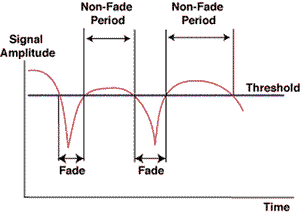 Non-Fade
Period
Non-Fade
Period
Signal
Amplitude
Threshold
Fade
Fade
Time